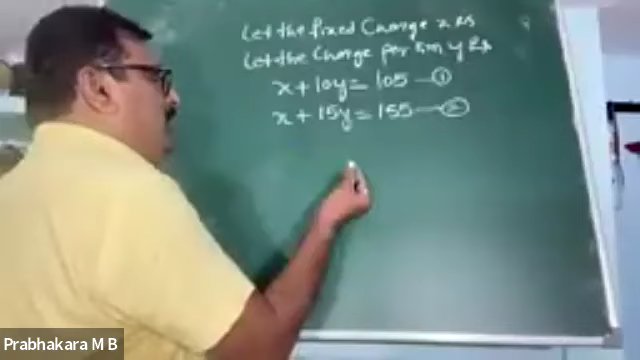 Let the fixed Charge x Rs
Let the Charge per km y Rs
x + 10y = 105 — ①
x + 15y = 155 — ②
Prabhakara M B